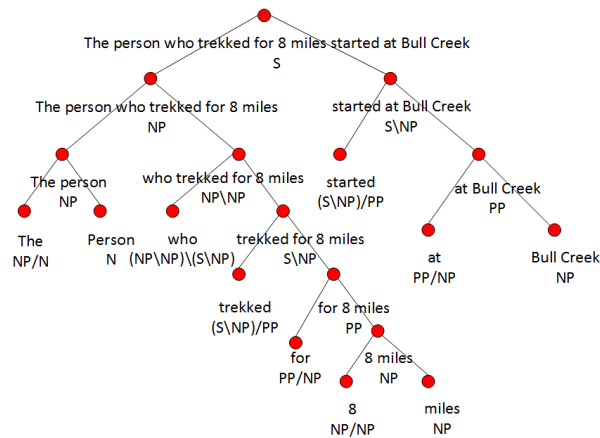 The person who trekked for 8 miles started at Bull Creek
S
The person who trekked for 8 miles
NP
started at Bull Creek
S\NP
The person
NP
who trekked for 8 miles
NP\NP
started
(S\NP)/PP
at Bull Creek
PP
The
NP/N
Person
N
who
(NP\NP)\(S\NP)
trekked for 8 miles
S\NP
at
PP/NP
Bull Creek
NP
trekked
(S\NP)/PP
for 8 miles
PP
for
PP/NP
8 miles
NP
8
NP/NP
miles
NP